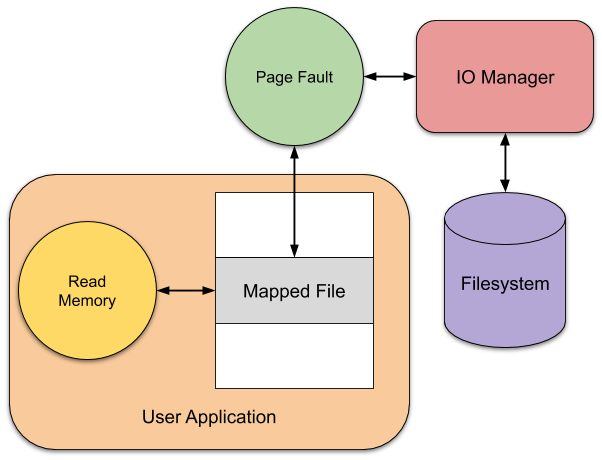 Page Fault
IO Manager
Read
Memory
Mapped File
Filesystem
User Application